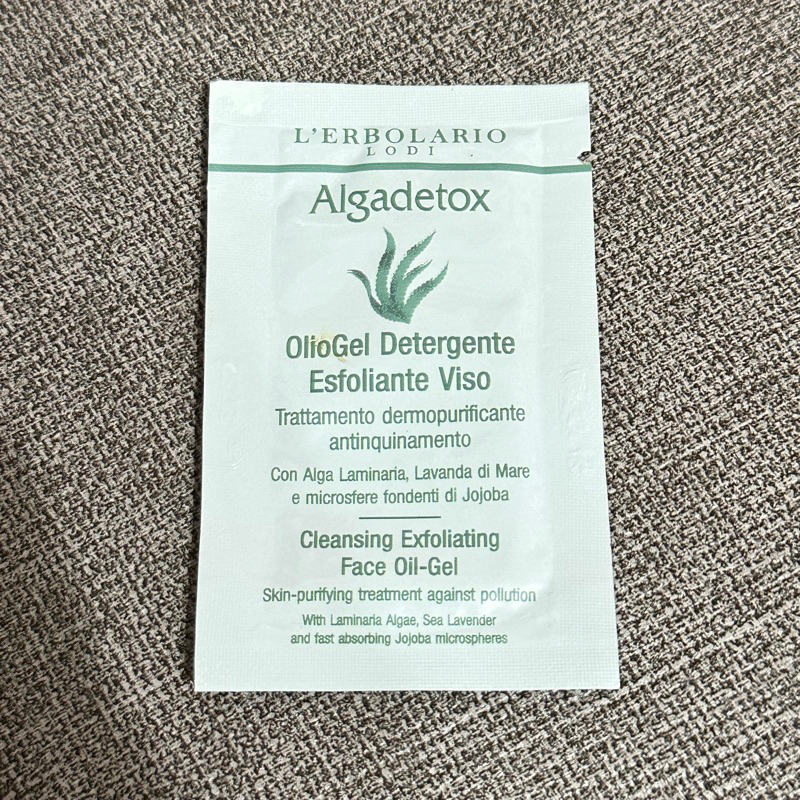 L'ERBOLARIO
LODI
Algadetox
OlioGel Detergente
Esfoliante Viso
Trattamento dermopurificante
antinquinamento
Con Alga Laminaria, Lavanda di Mare
e microsfere fondenti di Jojoba
Cleansing Exfoliating
Face Oil-Gel
Skin-purifying treatment against pollution
With Laminaria Algae, Sea Lavender
and fast absorbing Jojoba microspheres